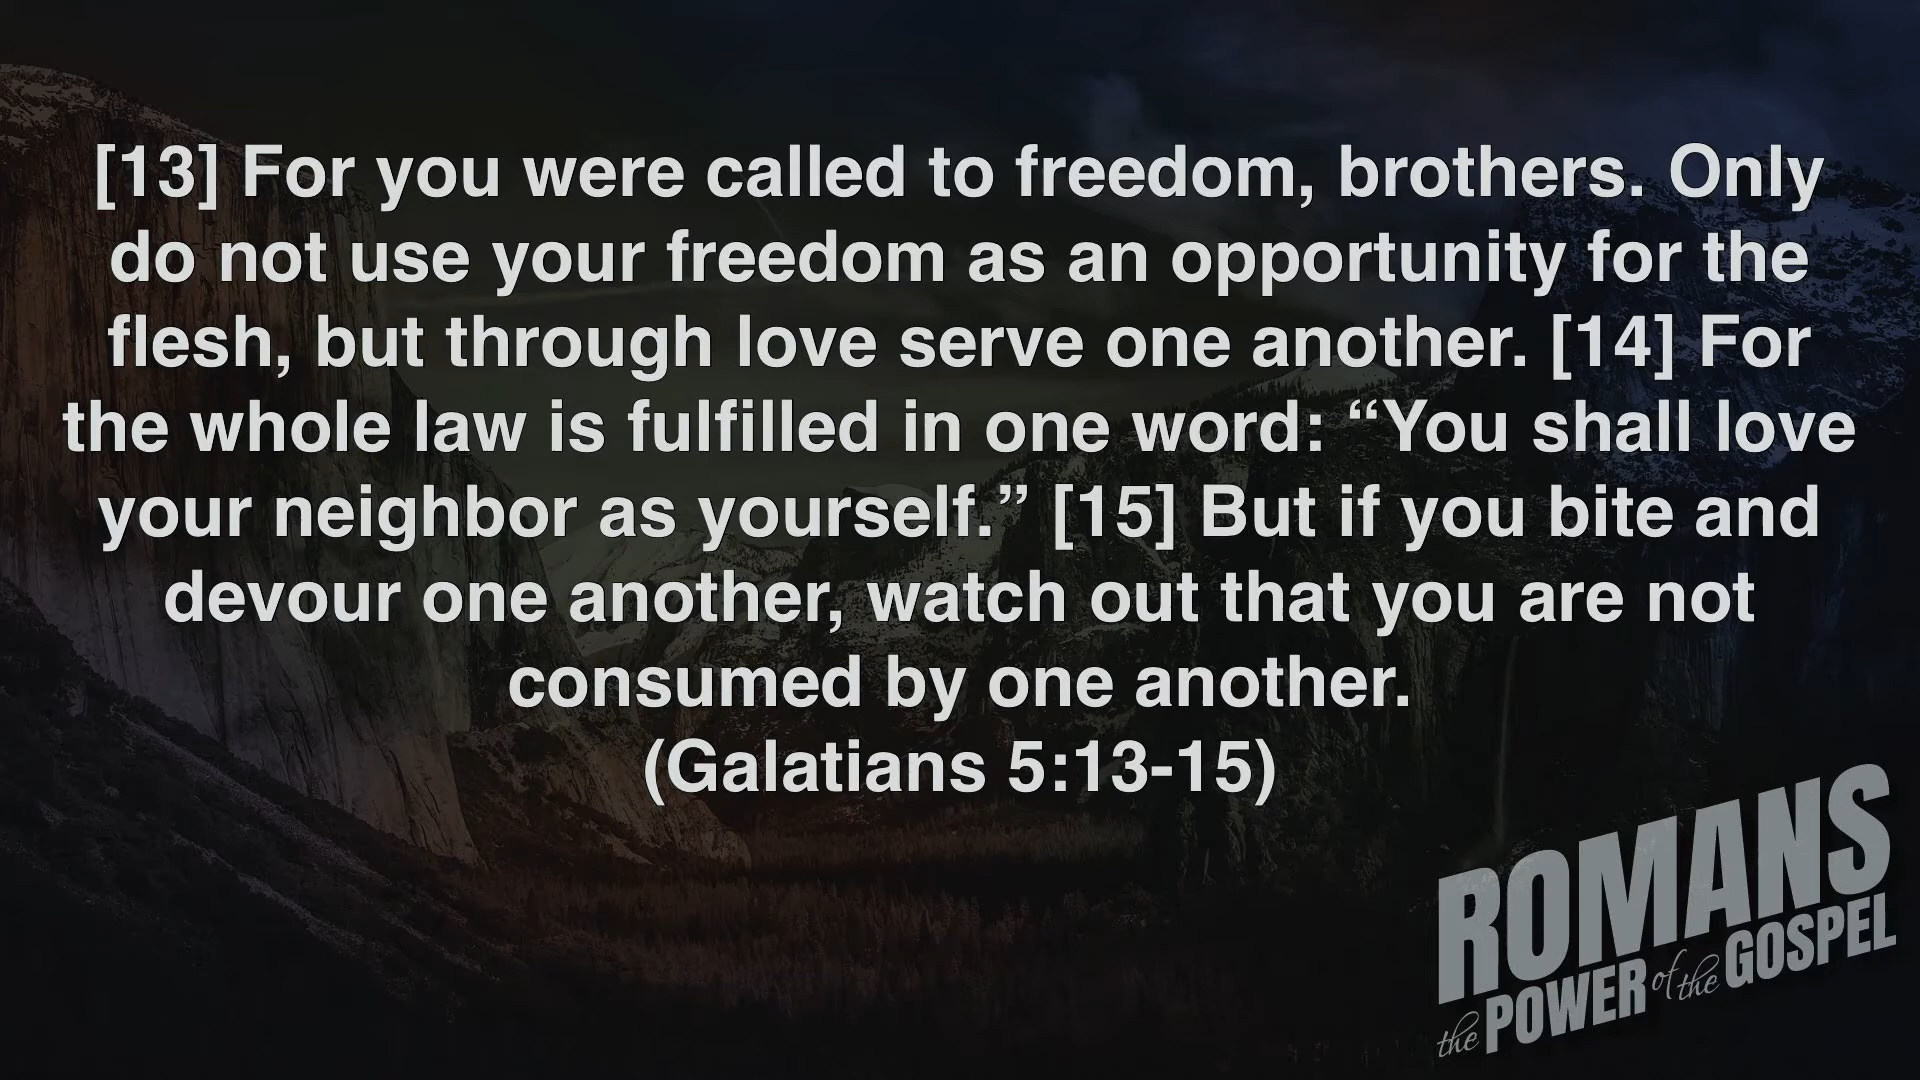 [13] For you were called to freedom, brothers. Only
do not use your freedom as an opportunity for the
flesh, but through love serve one another. [14] For
the whole law is fulfilled in one word: “You shall love
your neighbor as yourself.” [15] But if you bite and
devour one another, watch out that you are not
consumed by one another.
(Galatians 5:13-15)
ROMANS
the POWER of the GOSPEL